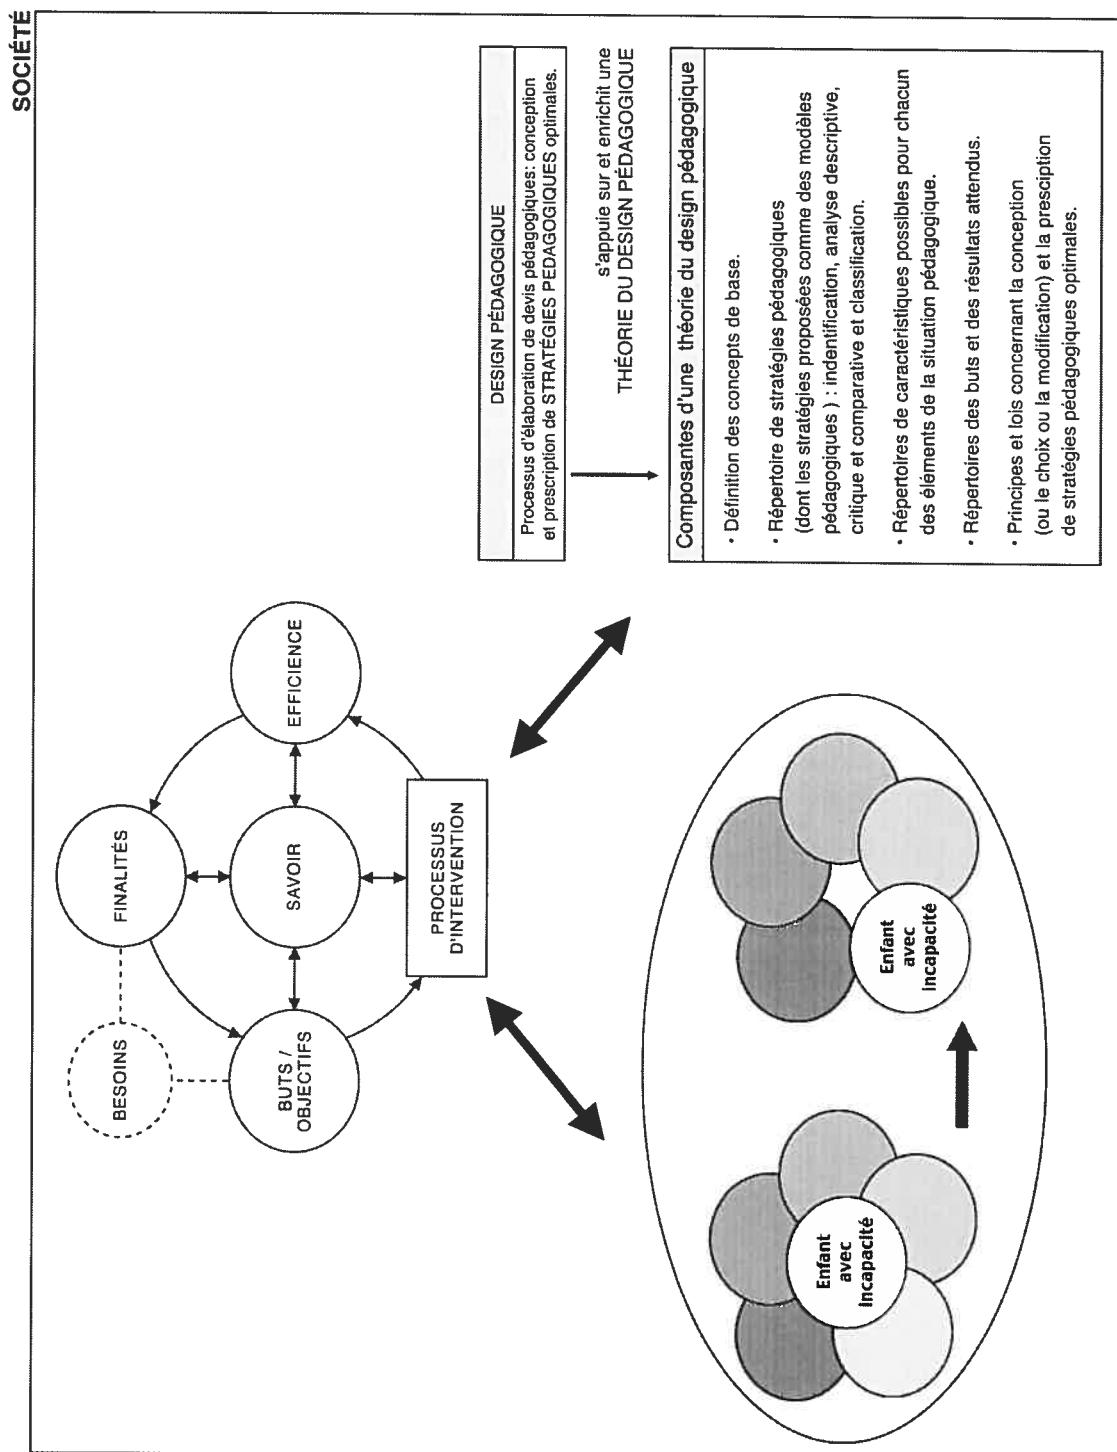 SOCIÉTÉ
BESOINS
FINALITÉS
BUTS /
OBJECTIFS
SAVOIR
EFFICIENCE
PROCESSUS
D'INTERVENTION
DESIGN PÉDAGOGIQUE
Processus d'élaboration de devis pédagogiques: conception
et prescription de STRATÉGIES PEDAGOGIQUES optimales.
s'appuie sur et enrichit une
THÉORIE DU DESIGN PÉDAGOGIQUE
Composantes d'une théorie du design pédagogique
• Définition des concepts de base.
• Répertoire de stratégies pédagogiques
(dont les stratégies proposées comme des modèles
pédagogiques ) : indentification, analyse descriptive,
critique et comparative et classification.
• Répertoires de caractéristiques possibles pour chacun
des éléments de la situation pédagogique.
• Répertoires des buts et des résultats attendus.
• Principes et lois concernant la conception
(ou le choix ou la modification) et la presciption
de stratégies pédagogiques optimales.
Enfant
avec
incapacité
Enfant
avec
incapacité